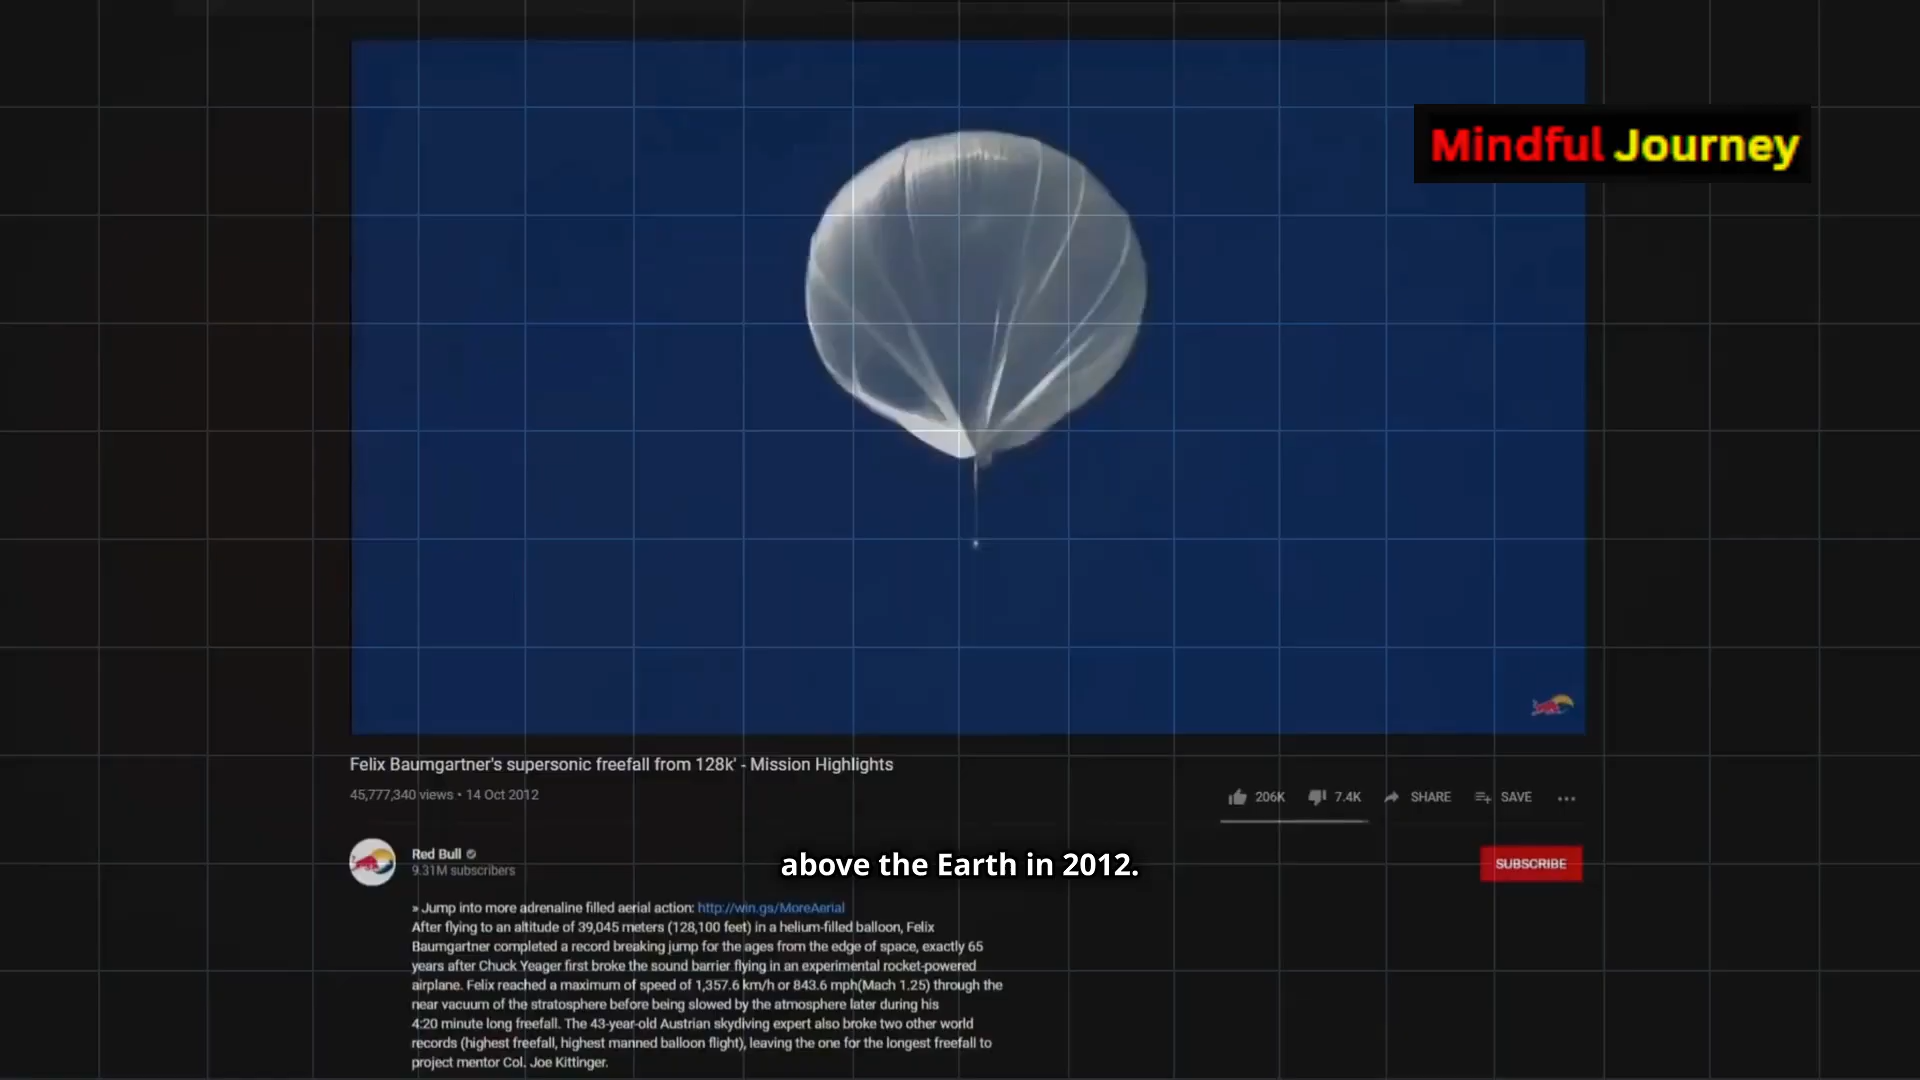 Mindful Journey
Felix Baumgartner's supersonic freefall from 128k' - Mission Highlights
45,777,340 views • 14 Oct 2012
206K 7.4K SHARE SAVE
Red Bull
9.31M subscribers
above the Earth in 2012.
SUBSCRIBE
» Jump into more adrenaline filled aerial action: http://win.gs/MoreAerial
After flying to an altitude of 39,045 meters (128,100 feet) in a helium-filled balloon, Felix
Baumgartner completed a record breaking jump for the ages from the edge of space, exactly 65
years after Chuck Yeager first broke the sound barrier flying in an experimental rocket-powered
airplane. Felix reached a maximum of speed of 1,357.6 km/h or 843.6 mph(Mach 1.25) through the
near vacuum of the stratosphere before being slowed by the atmosphere later during his
4:20 minute long freefall. The 43-year-old Austrian skydiving expert also broke two other world
records (highest freefall, highest manned balloon flight), leaving the one for the longest freefall to
project mentor Col. Joe Kittinger.